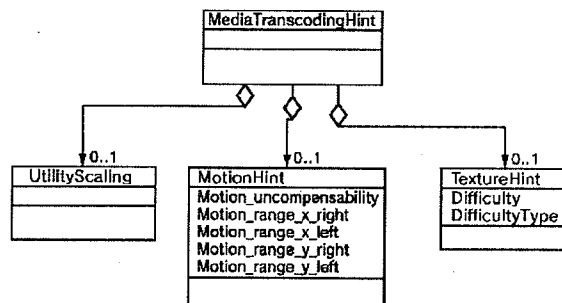 MediaTranscodingHint
0..1
0..1
0..1
UtilityScaling
MotionHint
Motion_uncompensability
Motion_range_x_right
Motion_range_x_left
Motion_range_y_right
Motion_range_y_left
TextureHint
Difficulty
DifficultyType